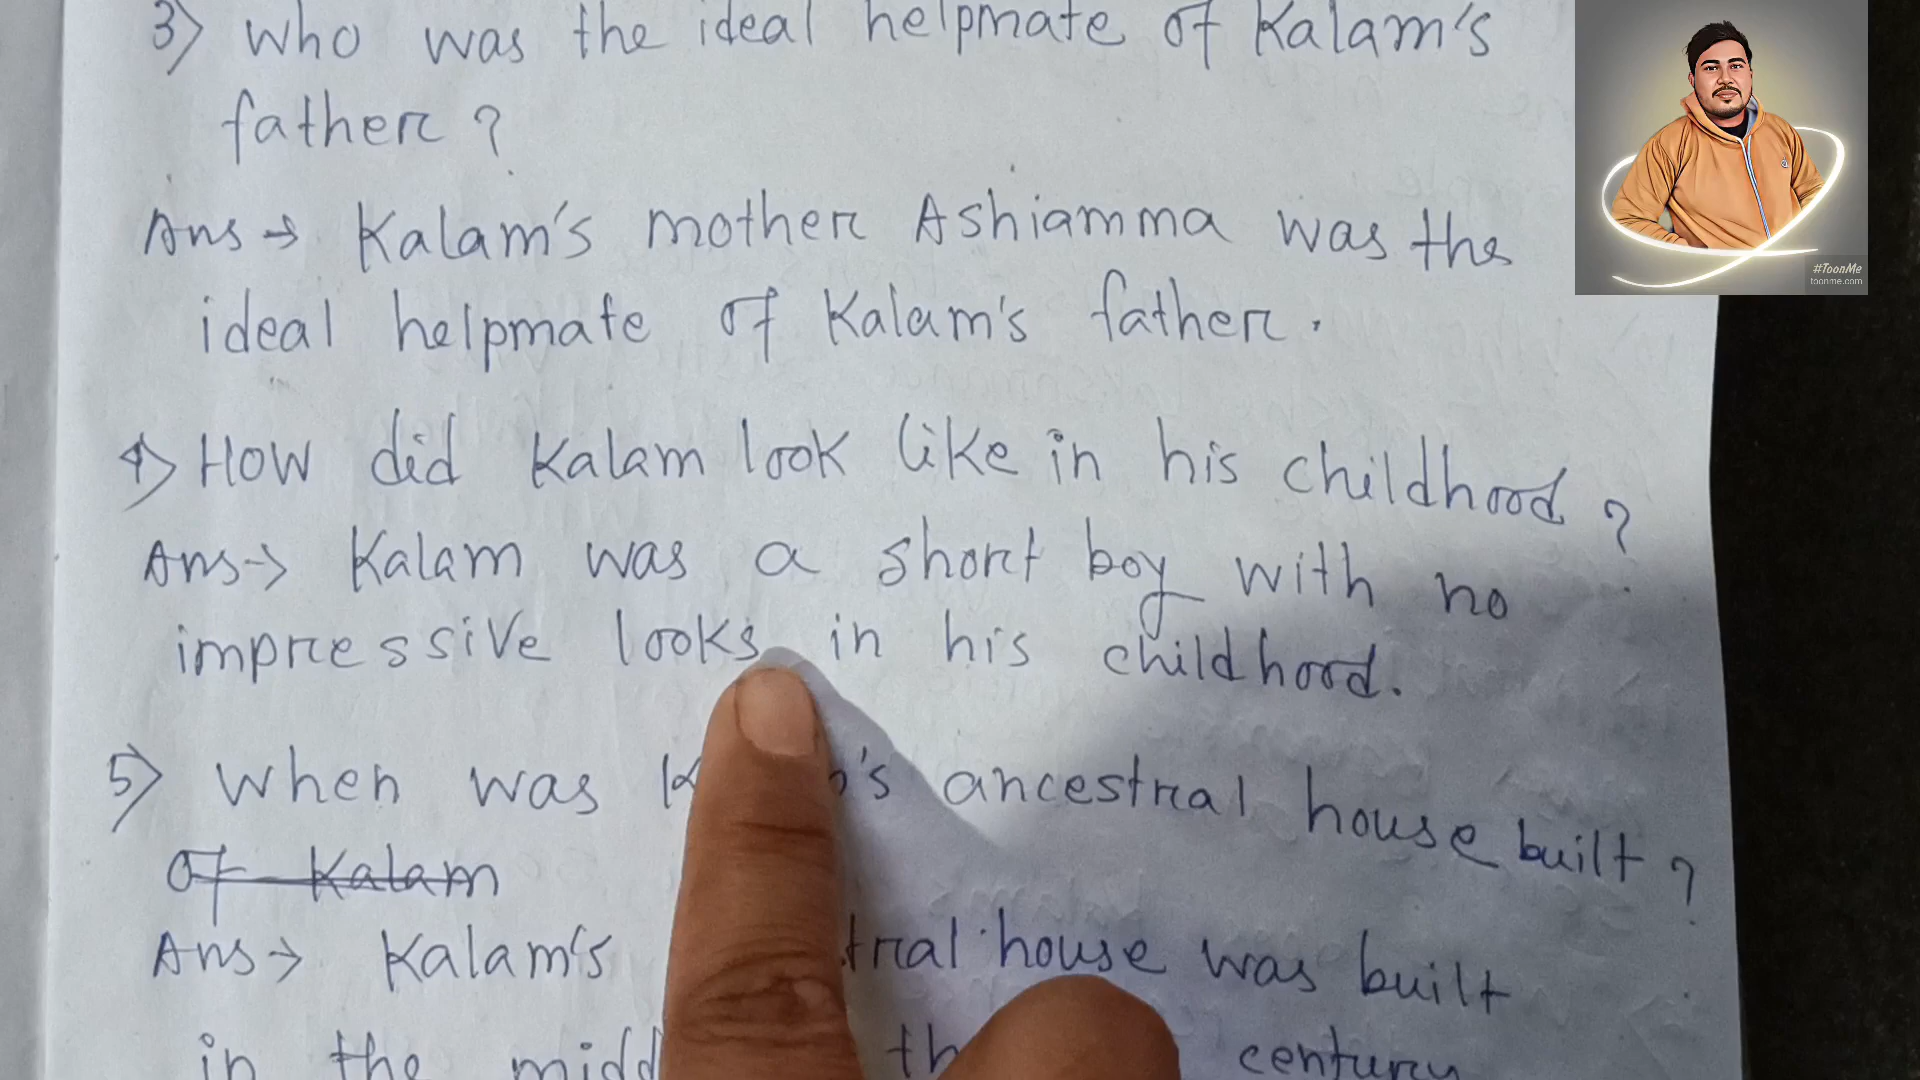 3) Who was the ideal helpmate of Kalam's
father?
Ans → Kalam's mother Ashiamma was the
ideal helpmate of Kalam's father.
4) How did Kalam look like in his childhood?
Ans → Kalam was a short boy with no
impressive looks in his childhood.
5) When was ancestral house built?
of Kalam
Ans → Kalam's house was built
in the century
#ToonMe
toonme.com